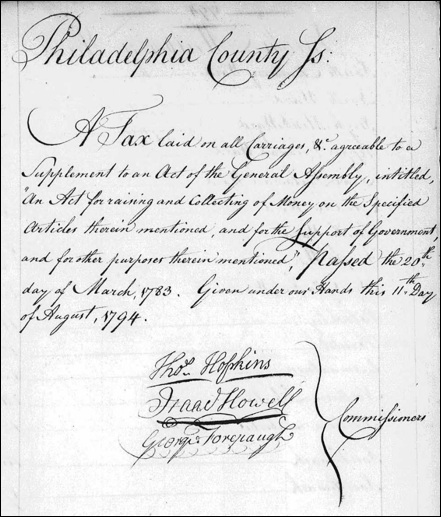 Philadelphia County Ss:
A Tax laid on all Carriages, &c. agreeable to a
Supplement to an Act of the General Assembly, intitled,
"An Act for raising and Collecting of Money on the Specified
Articles therein mentioned, and for the Support of Government,
and for other purposes therein mentioned," Passed the 20th
day of March, 1783. Given under our Hands this 11th Day
of August, 1794.
Thos. Hopkins
Isaac Howell
George Forepaugh
Commissioners